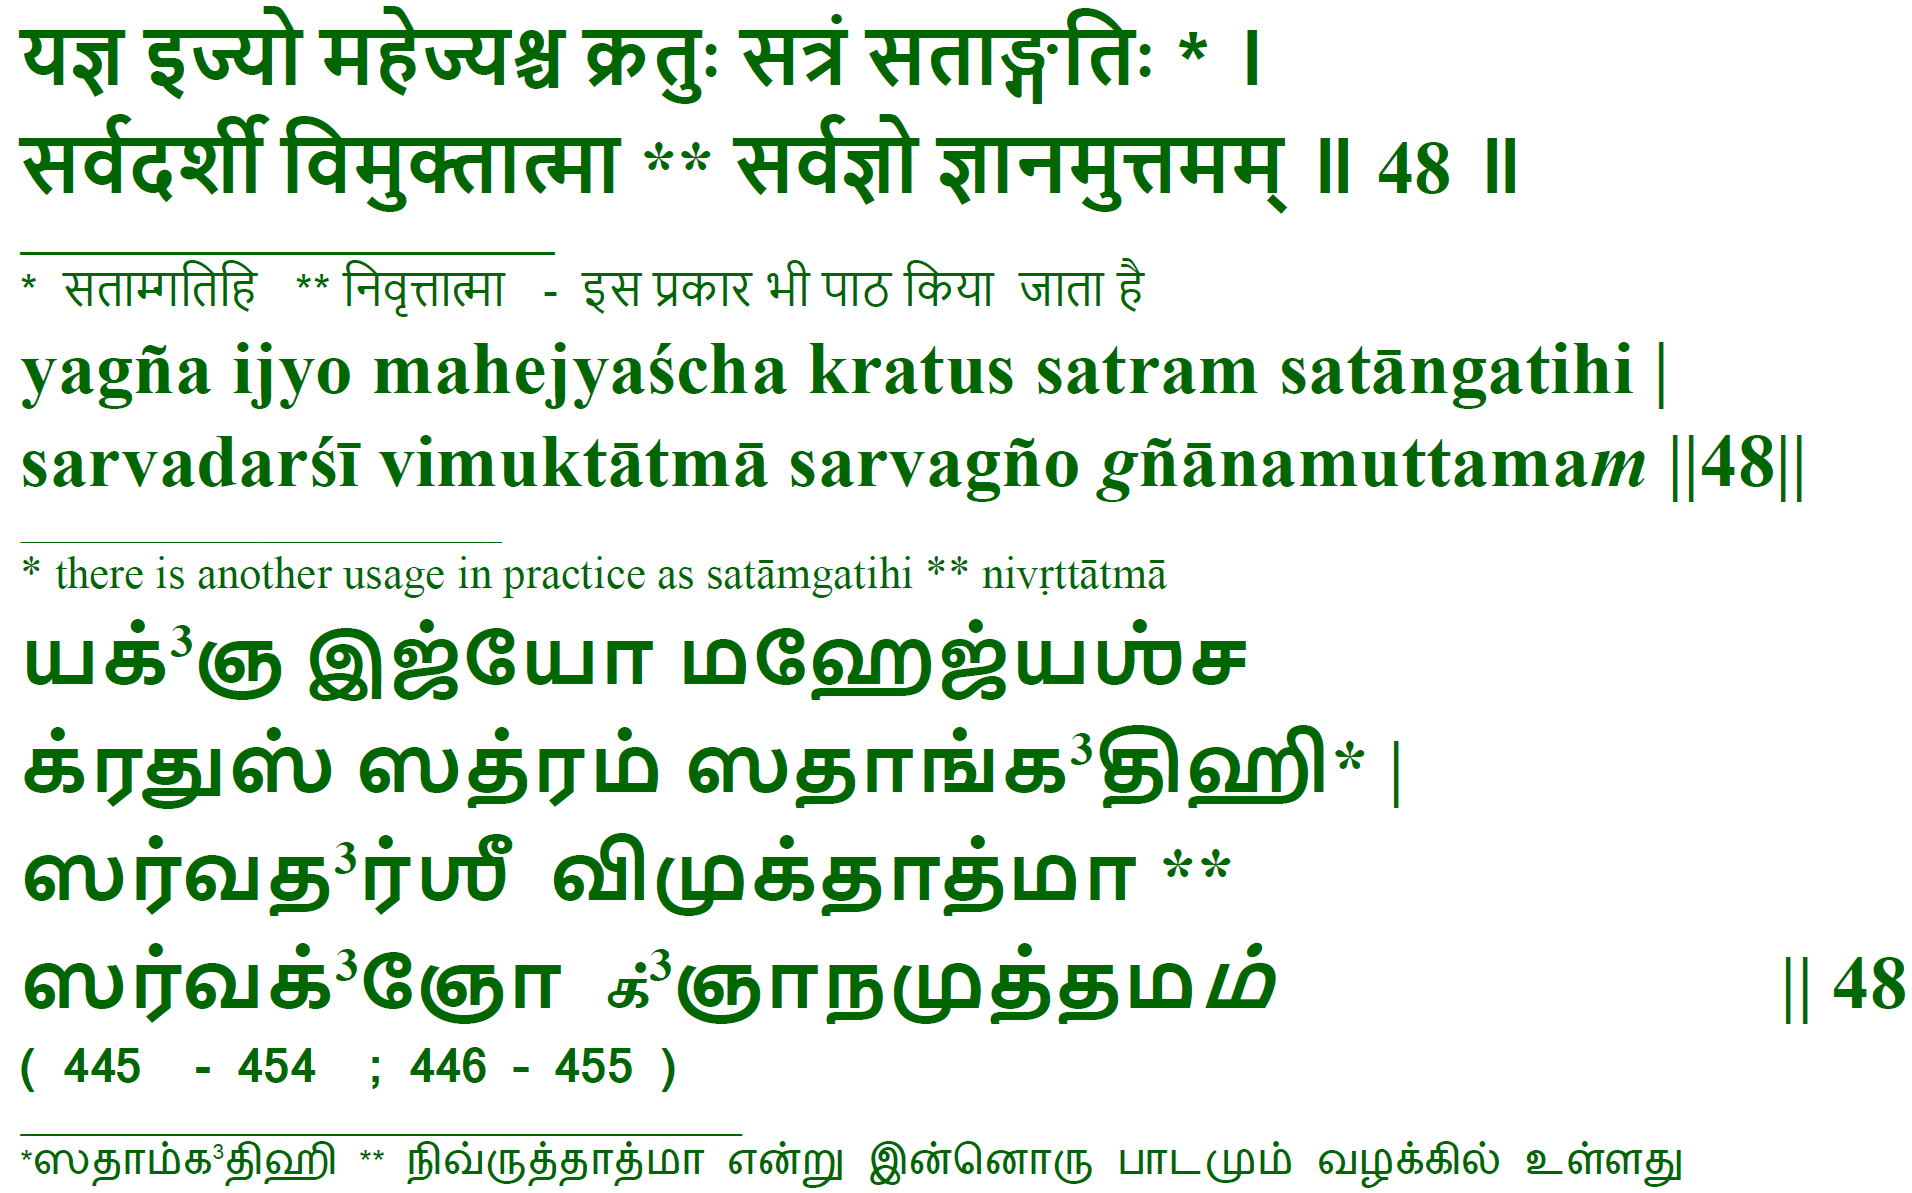 यज्ञ इज्यो महेज्यश्च क्रतुः सत्रं सताङ्गतिः * ।
सर्वदर्शी विमुक्तात्मा ** सर्वज्ञो ज्ञानमुत्तमम् ॥ 48 ॥
* सताम्गतिहि ** निवृत्तात्मा - इस प्रकार भी पाठ किया जाता है
yagña ijyo mahejyaścha kratus satram satāngatihi |
sarvadarśī vimuktātmā sarvagño gñānamuttamam ||48||
* there is another usage in practice as satāmgatihi ** nivṛttātmā
யக்³ஞ இஜ்யோ மஹேஜ்யஶ்ச
க்ரதுஸ் ஸத்ரம் ஸதாங்க³திஹி* |
ஸர்வத³ர்ஶீ விமுக்தாத்மா **
ஸர்வக்³ஞோ க்³ஞாநமுத்தமம் || 48
( 445 - 454 ; 446 – 455 )
*ஸதாம்க³திஹி ** நிவ்ருத்தாத்மா என்று இன்னொரு பாடமும் வழக்கில் உள்ளது